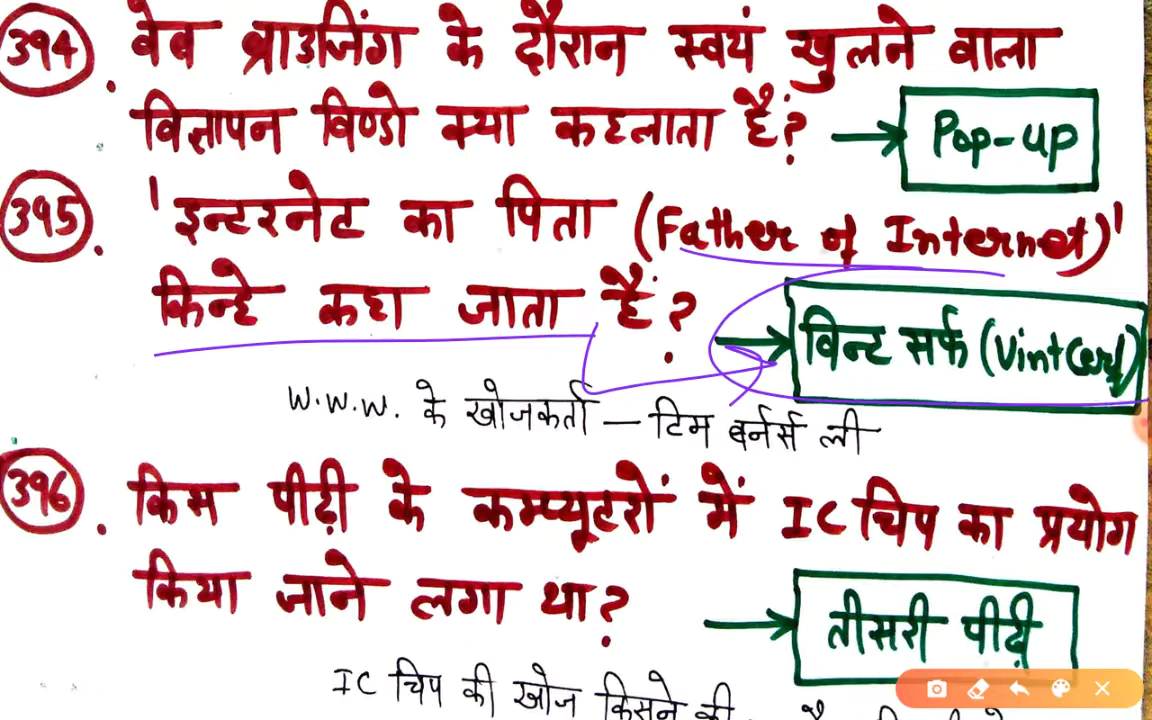 394. वेब ब्राउजिंग के दौरान स्वयं खुलने वाला
विज्ञापन विण्डो क्या कहलाता है? → Pop-up
395. 'इन्टरनेट का पिता (Father of Internet)'
किन्हे कहा जाता है? → विन्ट सर्फ (Vint Cerf)
W.W.W. के खोजकर्ता — टिम बर्नर्स ली
396. किस पीढ़ी के कम्प्यूटरों में IC चिप का प्रयोग
किया जाने लगा था? → तीसरी पीढ़ी
IC चिप की खोज किसने की